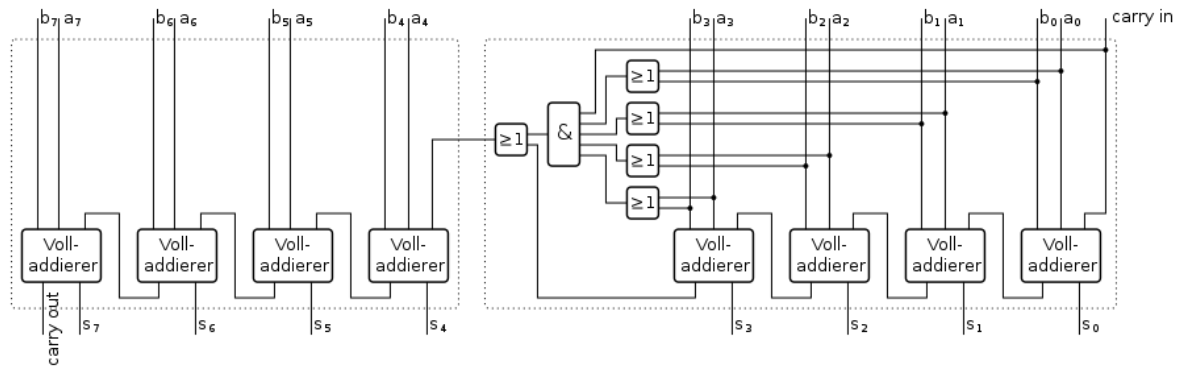 b₇ a₇ b₆ a₆ b₅ a₅ b₄ a₄ b₃ a₃ b₂ a₂ b₁ a₁ b₀ a₀ carry in
≥1
≥1
≥1 &
≥1
≥1
Voll- Voll- Voll- Voll- Voll- Voll- Voll- Voll-
addierer addierer addierer addierer addierer addierer addierer addierer
carry out s₇ s₆ s₅ s₄ s₃ s₂ s₁ s₀